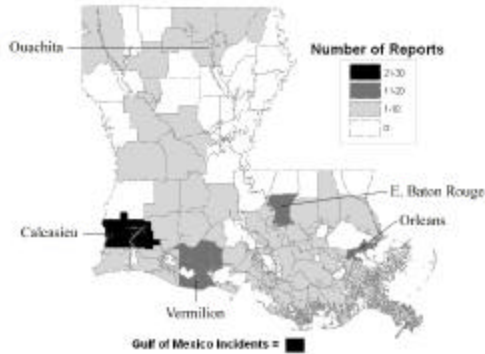 Ouachita
Number of Reports
21-30
11-20
1-10
0
E. Baton Rouge
Orleans
Calcasieu
Vermilion
Gulf of Mexico Incidents =